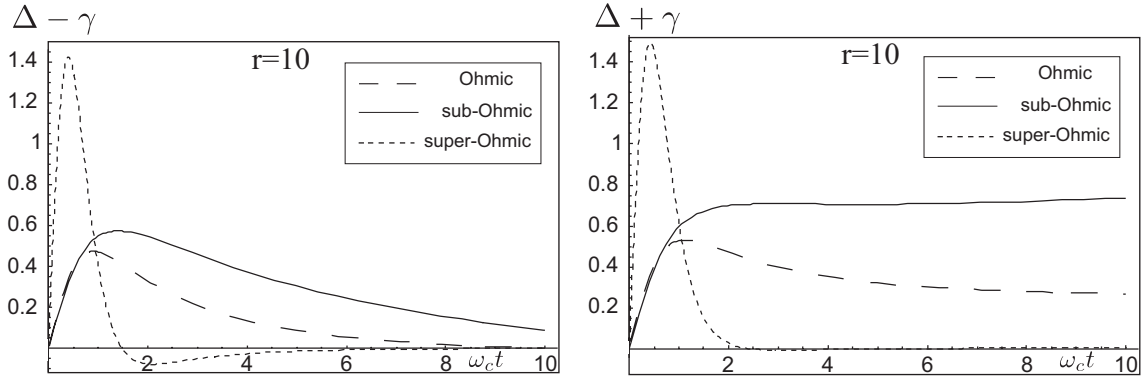 Δ − γ
r=10
Ohmic
sub-Ohmic
super-Ohmic
1.4
1.2
1
0.8
0.6
0.4
0.2
2 4 6 8 ω_c t 10
Δ + γ
r=10
Ohmic
sub-Ohmic
super-Ohmic
1.4
1.2
1
0.8
0.6
0.4
0.2
2 4 6 8 ω_c t 10